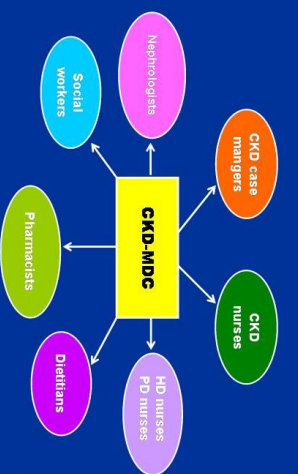 Nephrologists
CKD case
mangers
CKD
nurses
HD nurses
PD nurses
Dietitians
Pharmacists
Social
workers
CKD-MDC